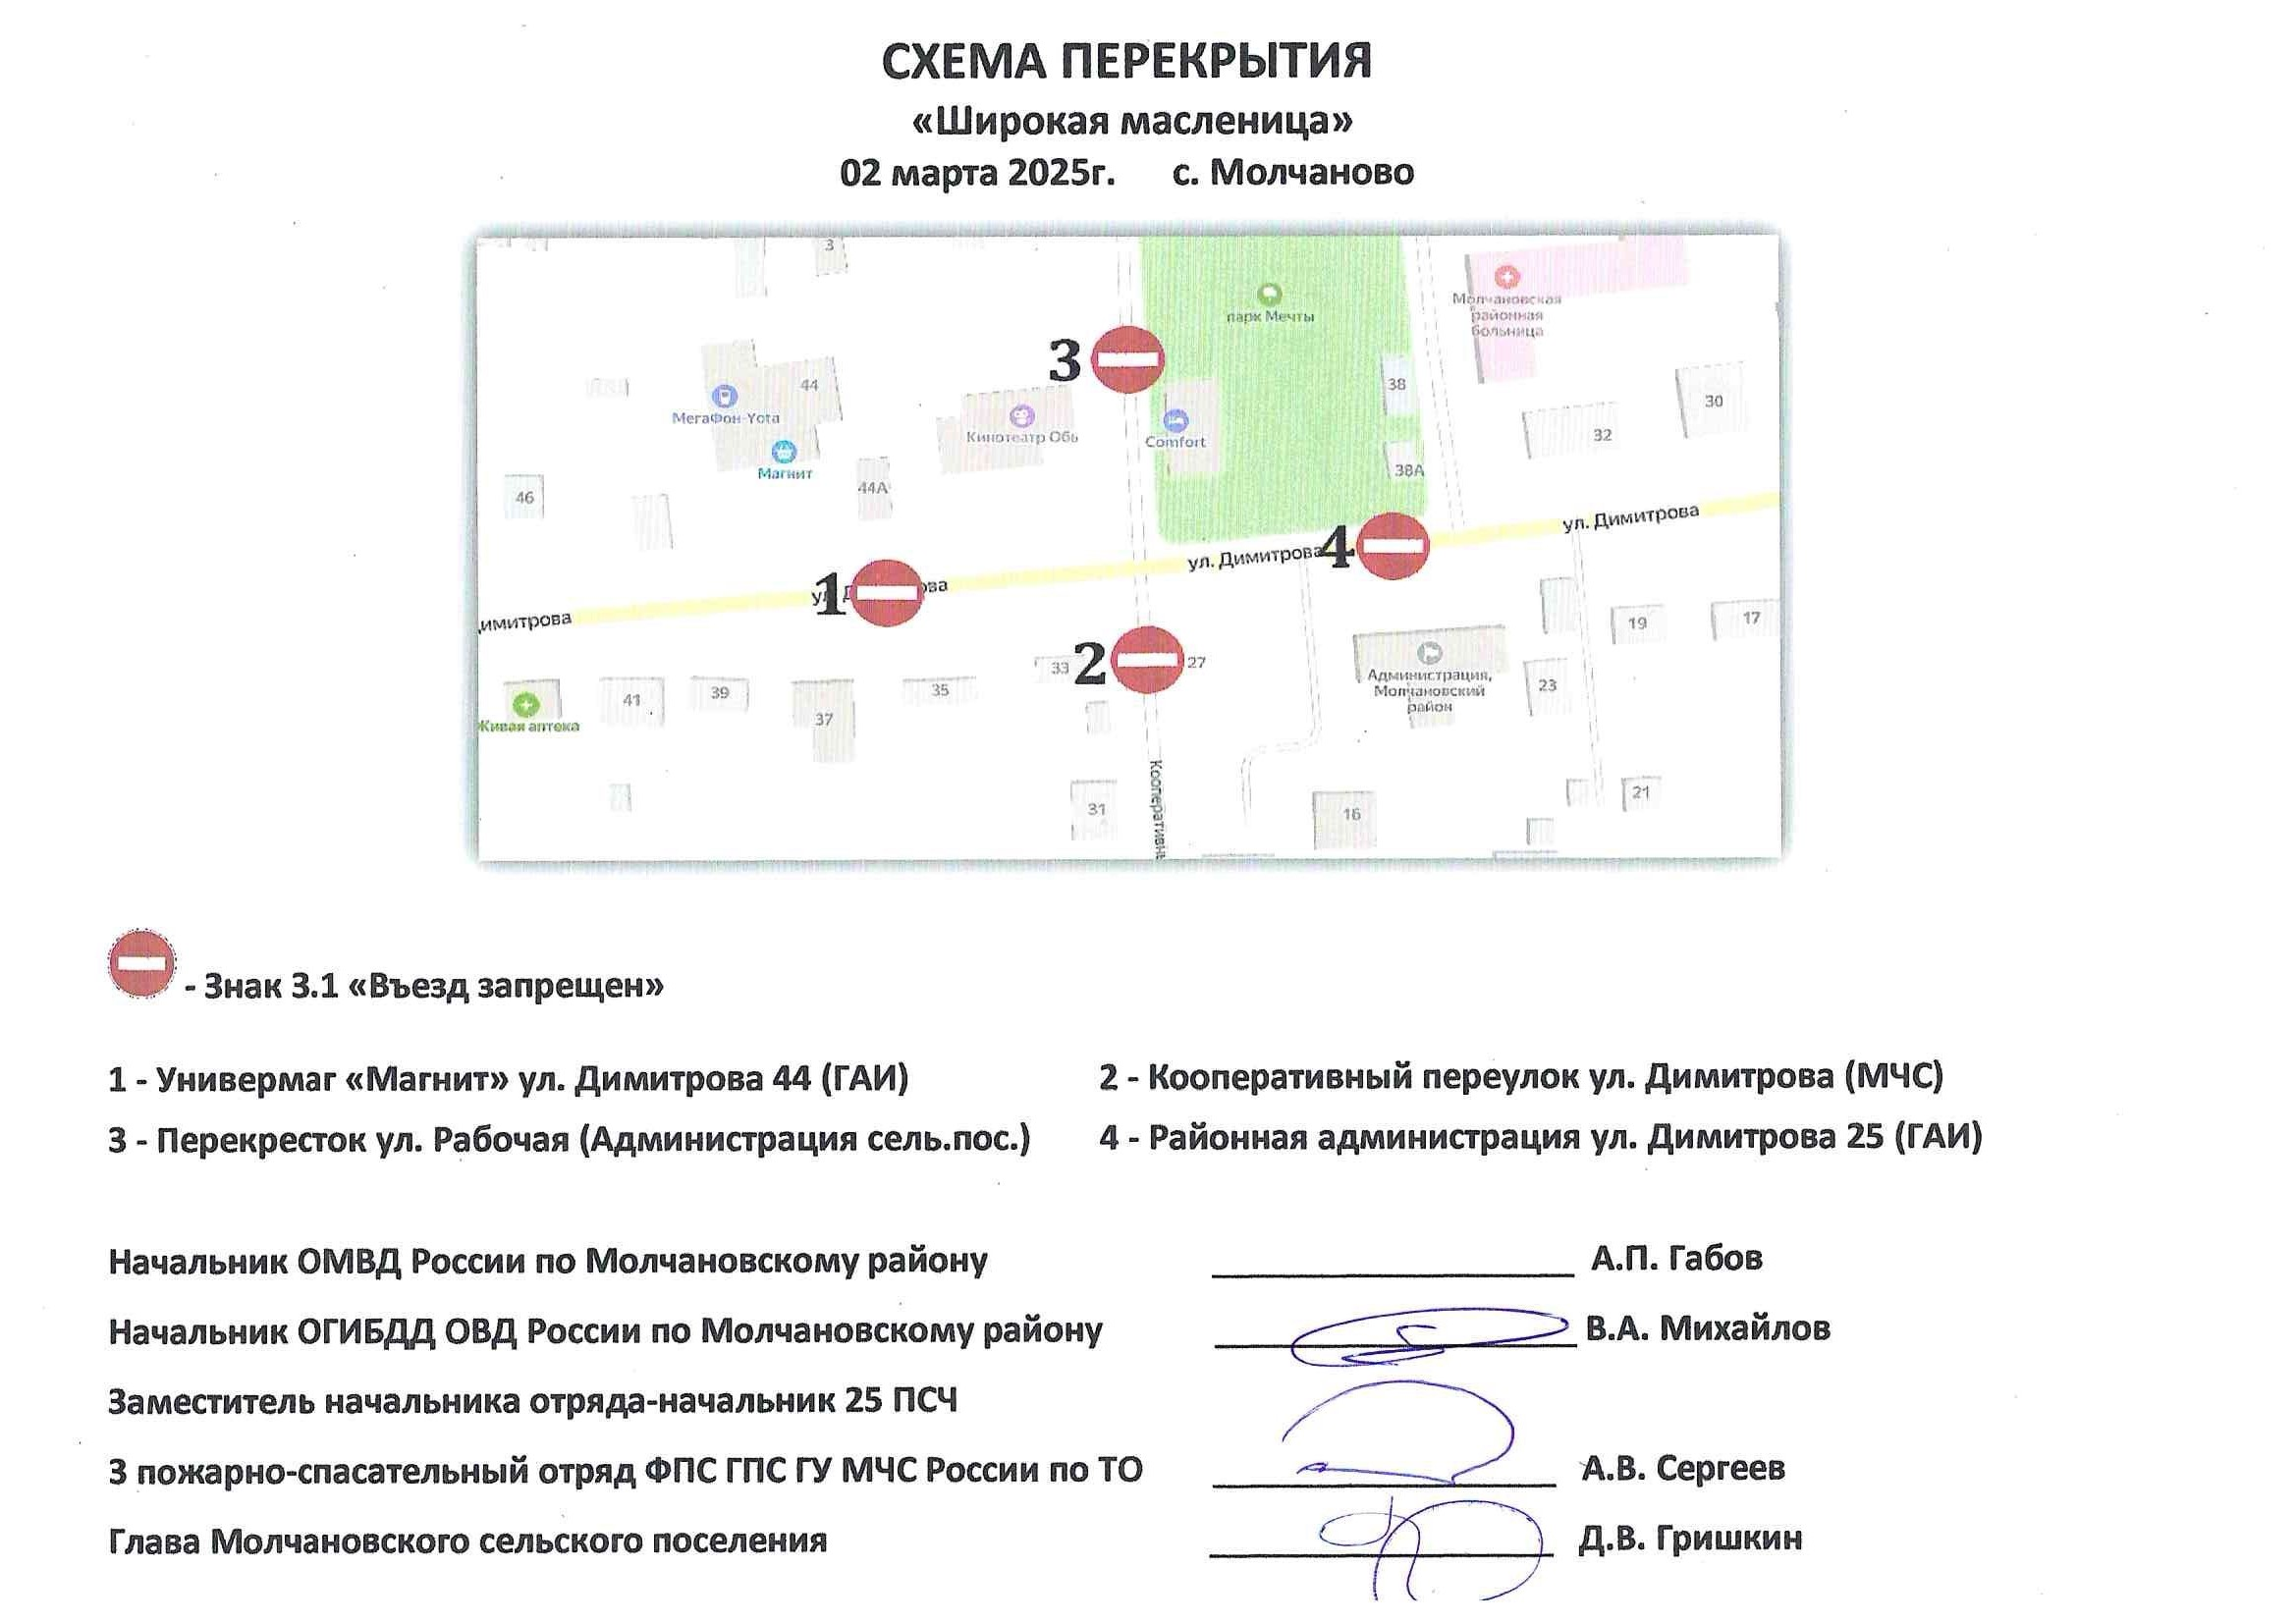 СХЕМА ПЕРЕКРЫТИЯ
«Широкая масленица»
02 марта 2025г. с. Молчаново
3
парк Мечты
Молчановская
районная
больница
3
44
МегаФон-Yota
Магнит
Кинотеатр Обь
Comfort
38
30
32
46
44А
38А
ул. Димитрова
ул. Димитрова
4
1
имитрова
2
33
27
19
17
Администрация,
Молчановский
район
23
41
39
37
35
Живая аптека
31
16
21
Кооперативн
- Знак 3.1 «Въезд запрещен»
1 - Универмаг «Магнит» ул. Димитрова 44 (ГАИ) 2 - Кооперативный переулок ул. Димитрова (МЧС)
3 - Перекресток ул. Рабочая (Администрация сель.пос.) 4 - Районная администрация ул. Димитрова 25 (ГАИ)
Начальник ОМВД России по Молчановскому району А.П. Габов
Начальник ОГИБДД ОВД России по Молчановскому району В.А. Михайлов
Заместитель начальника отряда-начальник 25 ПСЧ
3 пожарно-спасательный отряд ФПС ГПС ГУ МЧС России по ТО А.В. Сергеев
Глава Молчановского сельского поселения Д.В. Гришкин